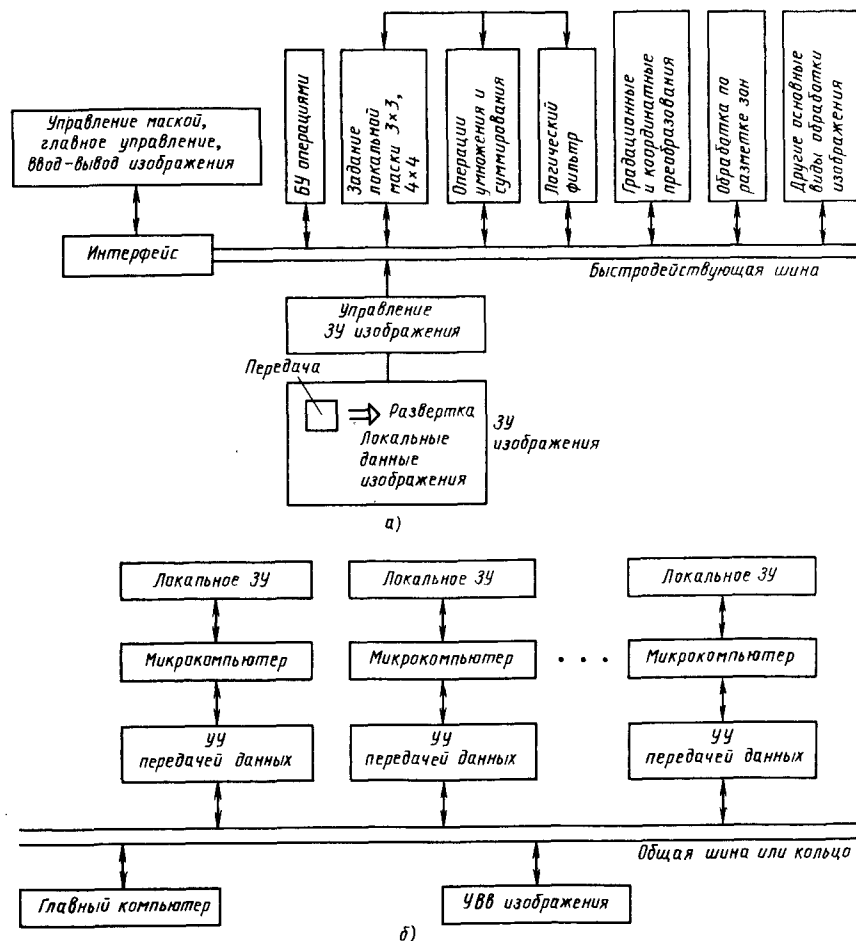 Управление маской,
главное управление,
ввод-вывод изображения
Интерфейс
БУ операциями
Задание
локальной
маски 3×3,
4×4
Операции
умножения и
суммирования
Логический
фильтр
Градационные
и координатные
преобразования
Обработка по
разметке зон
Другие основные
виды обработки
изображения
Быстродействующая шина
Управление
ЗУ изображения
Передача
Развертка
Локальные
данные
изображения
ЗУ
изображения
а)
Локальное ЗУ
Локальное ЗУ
Локальное ЗУ
Микрокомпьютер
Микрокомпьютер
. . .
Микрокомпьютер
УУ
передачей данных
УУ
передачей данных
УУ
передачей данных
Общая шина или кольцо
Главный компьютер
УВВ изображения
б)